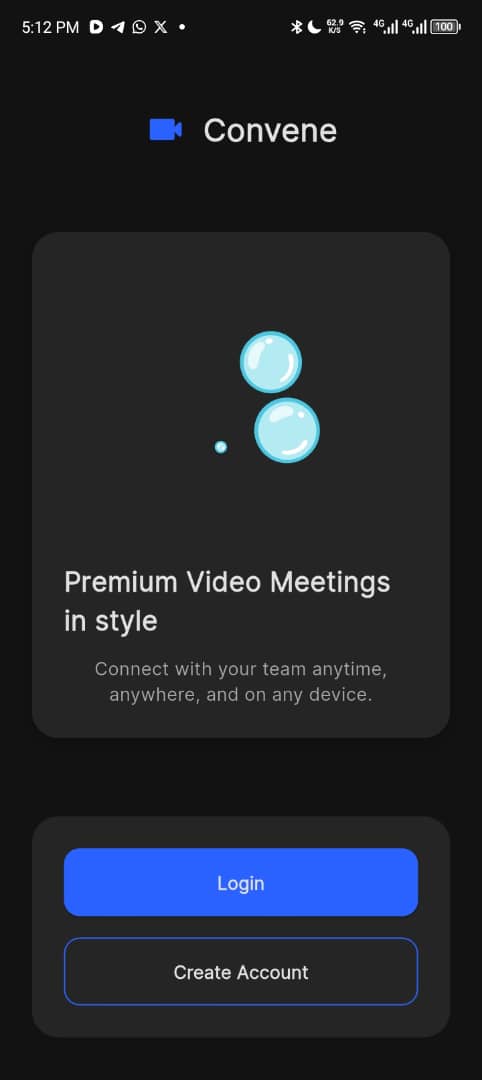 5:12 PM
62.9
K/S
4G
4G
100
Convene
Premium Video Meetings
in style
Connect with your team anytime,
anywhere, and on any device.
Login
Create Account